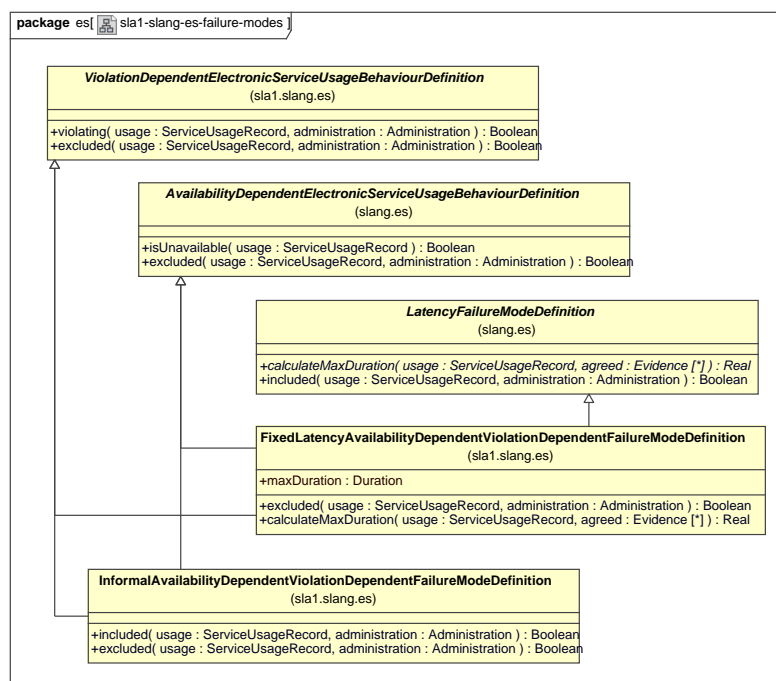 package es[ sla1-slang-es-failure-modes ]
ViolationDependentElectronicServiceUsageBehaviourDefinition
(sla1.slang.es)
+violating( usage : ServiceUsageRecord, administration : Administration ) : Boolean
+excluded( usage : ServiceUsageRecord, administration : Administration ) : Boolean
AvailabilityDependentElectronicServiceUsageBehaviourDefinition
(slang.es)
+isUnavailable( usage : ServiceUsageRecord ) : Boolean
+excluded( usage : ServiceUsageRecord, administration : Administration ) : Boolean
LatencyFailureModeDefinition
(slang.es)
+calculateMaxDuration( usage : ServiceUsageRecord, agreed : Evidence [*] ) : Real
+included( usage : ServiceUsageRecord, administration : Administration ) : Boolean
FixedLatencyAvailabilityDependentViolationDependentFailureModeDefinition
(sla1.slang.es)
+maxDuration : Duration
+excluded( usage : ServiceUsageRecord, administration : Administration ) : Boolean
+calculateMaxDuration( usage : ServiceUsageRecord, agreed : Evidence [*] ) : Real
InformalAvailabilityDependentViolationDependentFailureModeDefinition
(sla1.slang.es)
+included( usage : ServiceUsageRecord, administration : Administration ) : Boolean
+excluded( usage : ServiceUsageRecord, administration : Administration ) : Boolean